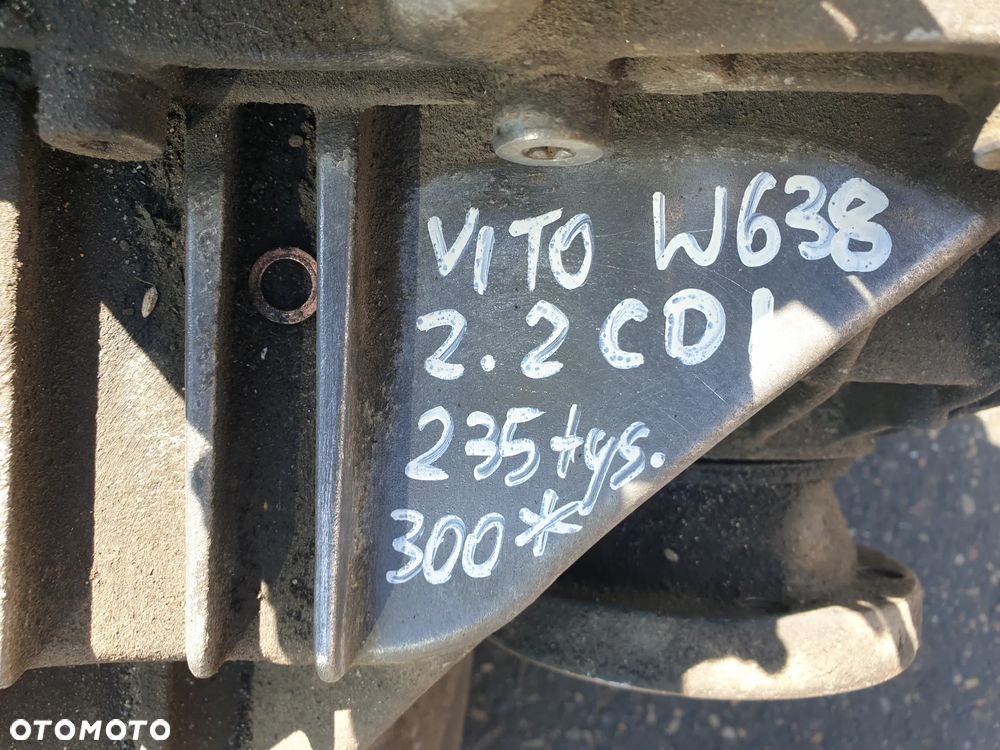 VITO W638
2.2 CDI
235 tys.
300*
OTOMOTO